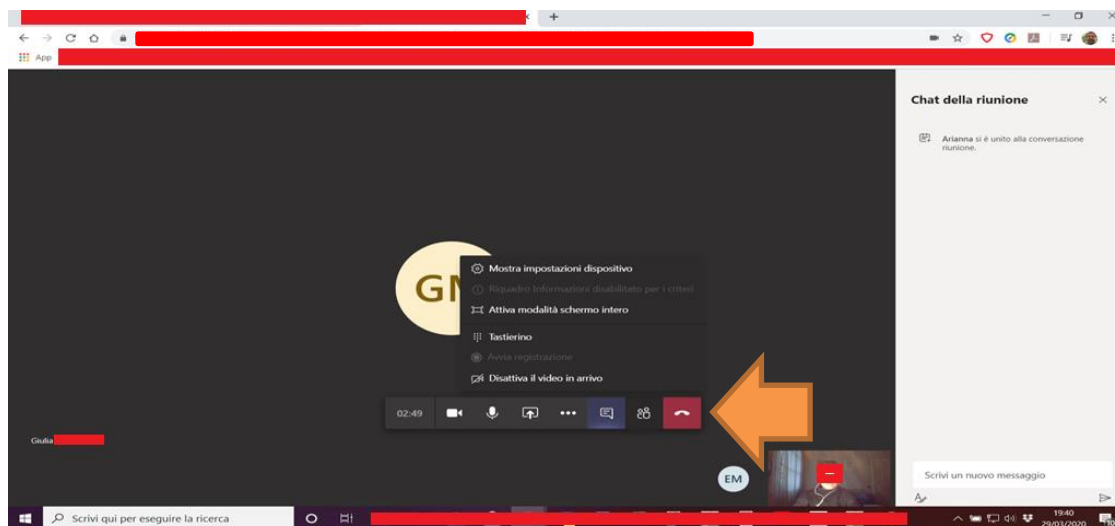 App
Chat della riunione
Arianna si è unito alla conversazione
riunione.
GM
Mostra impostazioni dispositivo
Riquadro Informazioni disabilitato per i criteri
Attiva modalità schermo intero
Tastierino
Avvia registrazione
Disattiva il video in arrivo
02:49
Giulia
EM
Scrivi un nuovo messaggio
Scrivi qui per eseguire la ricerca
19:40
29/03/2020